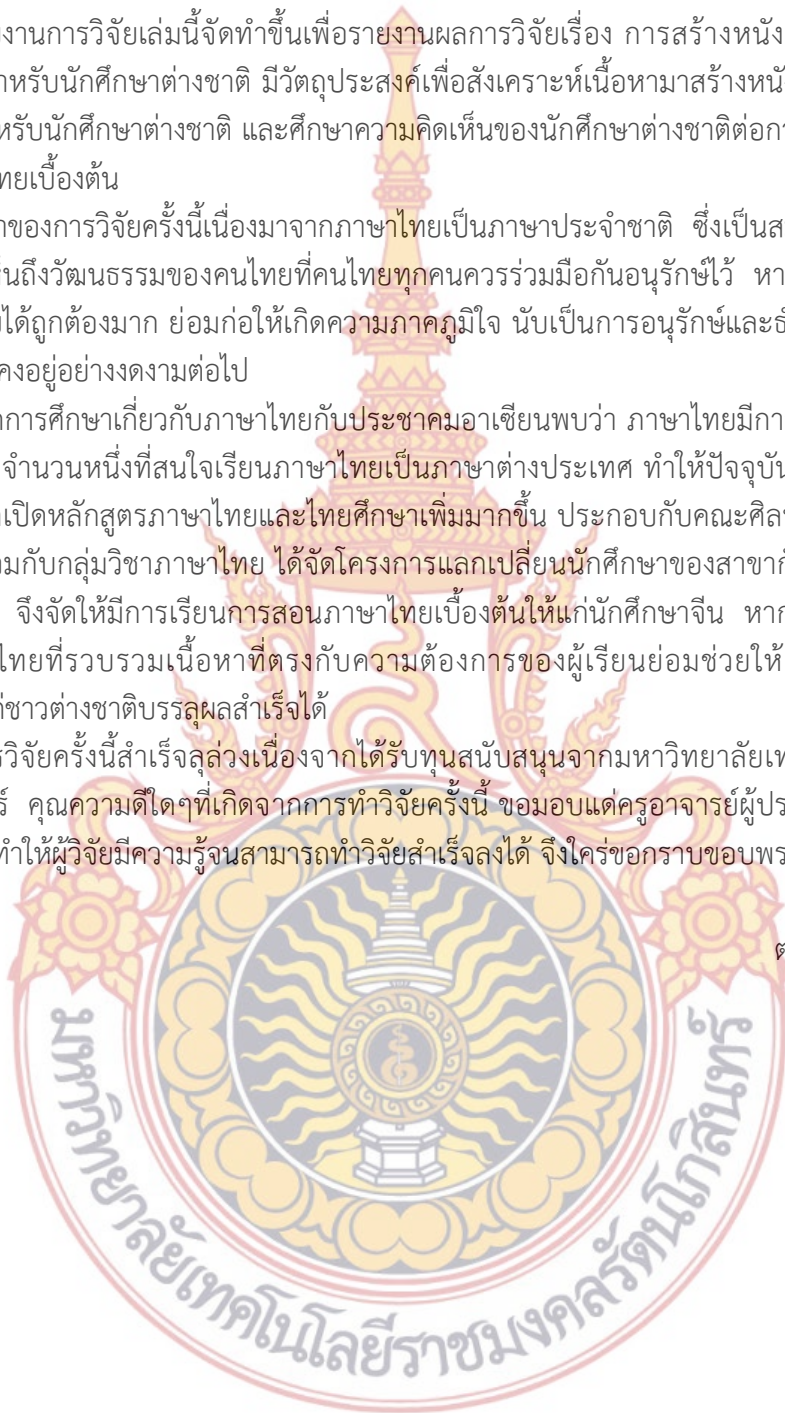 งานการวิจัยเล่มนี้จัดทำขึ้นเพื่อรายงานผลการวิจัยเรื่อง การสร้างหนัง
ำหรับนักศึกษาต่างชาติ มีวัตถุประสงค์เพื่อสังเคราะห์เนื้อหามาสร้างหนั
หรับนักศึกษาต่างชาติ และศึกษาความคิดเห็นของนักศึกษาต่างชาติต่อกา
ทยเบื้องต้น
าของการวิจัยครั้งนี้เนื่องมาจากภาษาไทยเป็นภาษาประจำชาติ ซึ่งเป็นส
ห็นถึงวัฒนธรรมของคนไทยที่คนไทยทุกคนควรร่วมมือกันอนุรักษ์ไว้ หา
ได้ถูกต้องมาก ย่อมก่อให้เกิดความภาคภูมิใจ นับเป็นการอนุรักษ์และธ
คงอยู่อย่างงดงามต่อไป
การศึกษาเกี่ยวกับภาษาไทยกับประชาคมอาเซียนพบว่า ภาษาไทยมีกา
จำนวนหนึ่งที่สนใจเรียนภาษาไทยเป็นภาษาต่างประเทศ ทำให้ปัจจุบัน
เปิดหลักสูตรภาษาไทยและไทยศึกษาเพิ่มมากขึ้น ประกอบกับคณะศิลป
มกับกลุ่มวิชาภาษาไทย ได้จัดโครงการแลกเปลี่ยนนักศึกษาของสาขาก
จึงจัดให้มีการเรียนการสอนภาษาไทยเบื้องต้นให้แก่นักศึกษาจีน หาก
ไทยที่รวบรวมเนื้อหาที่ตรงกับความต้องการของผู้เรียนย่อมช่วยให้
ก่ชาวต่างชาติบรรลุผลสำเร็จได้
รวิจัยครั้งนี้สำเร็จลุล่วงเนื่องจากได้รับทุนสนับสนุนจากมหาวิทยาลัยเท
ร์ คุณความดีใดๆที่เกิดจากการทำวิจัยครั้งนี้ ขอมอบแด่ครูอาจารย์ผู้ปร
ทำให้ผู้วิจัยมีความรู้จนสามารถทำวิจัยสำเร็จลงได้ จึงใคร่ขอกราบขอบพร
ต
มหาวิทยาลัยเทคโนโลยีราชมงคลรัตนโกสินทร์